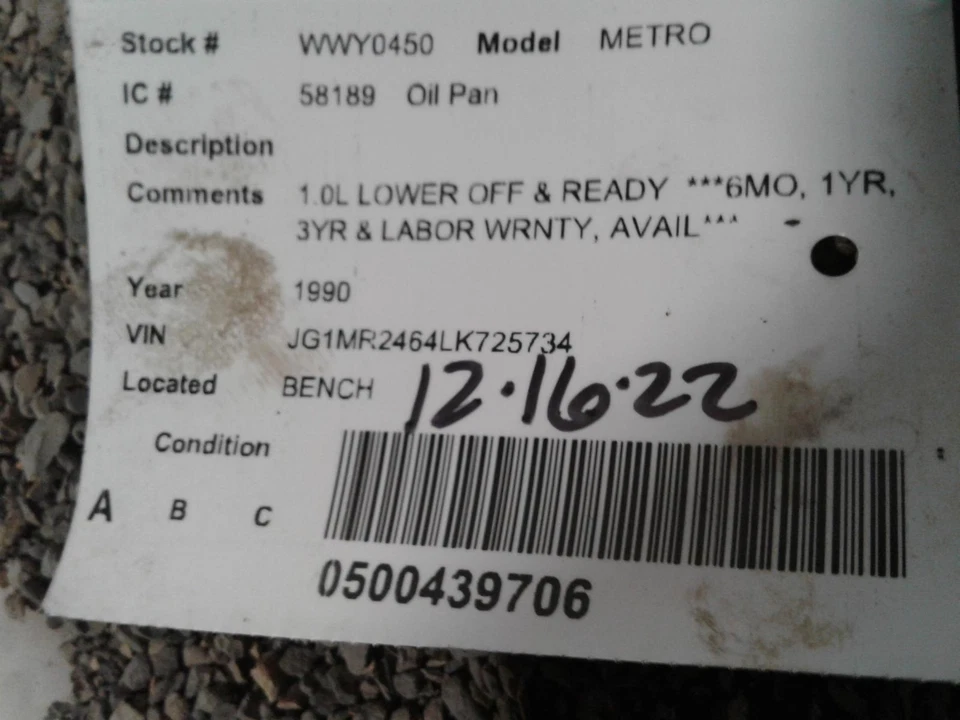 Stock # WWY0450 Model METRO
IC # 58189 Oil Pan
Description
Comments 1.0L LOWER OFF & READY ***6MO, 1YR,
3YR & LABOR WRNTY, AVAIL***
Year 1990
VIN JG1MR2464LK725734
Located BENCH 12·16·22
Condition
A B C
0500439706